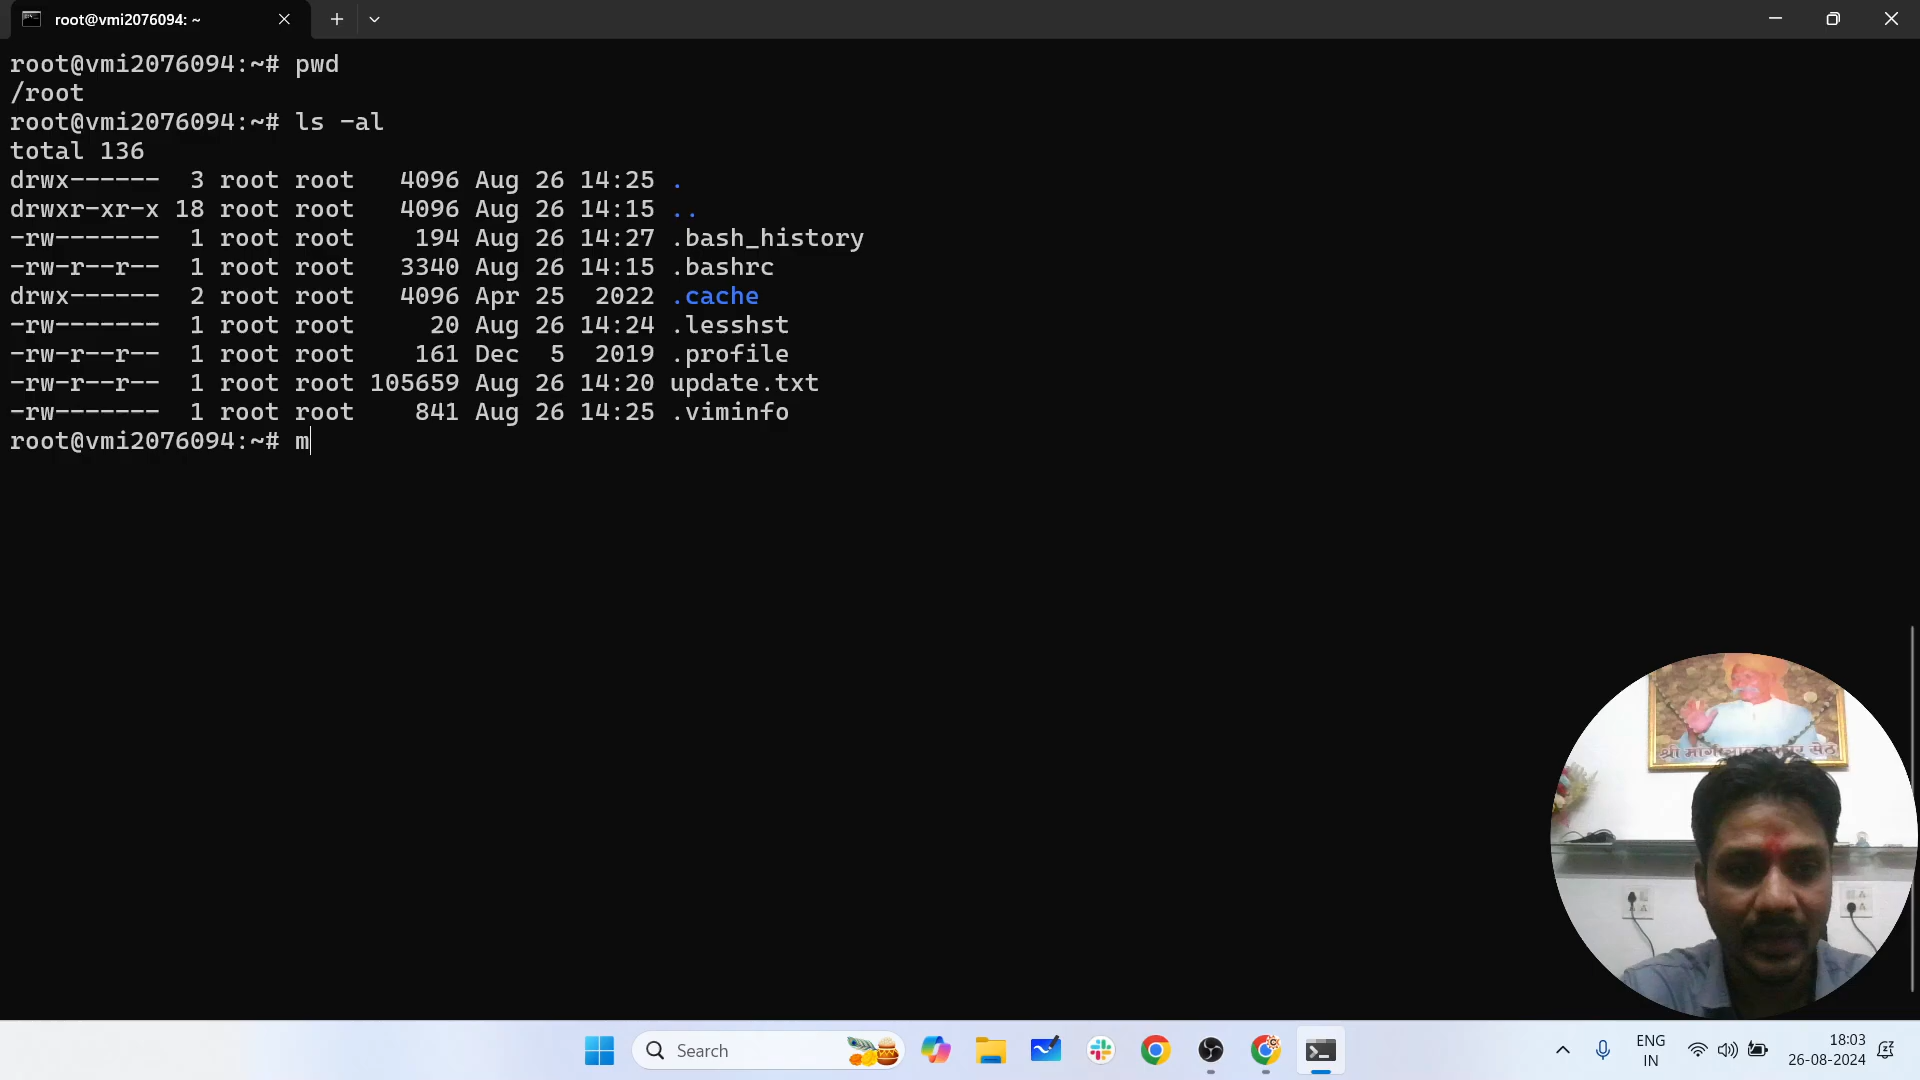 root@vmi2076094: ~
root@vmi2076094:~# pwd
/root
root@vmi2076094:~# ls -al
total 136
drwx------  3 root root   4096 Aug 26 14:25 .
drwxr-xr-x 18 root root   4096 Aug 26 14:15 ..
-rw-------  1 root root    194 Aug 26 14:27 .bash_history
-rw-r--r--  1 root root   3340 Aug 26 14:15 .bashrc
drwx------  2 root root   4096 Apr 25  2022 .cache
-rw-------  1 root root     20 Aug 26 14:24 .lesshst
-rw-r--r--  1 root root    161 Dec  5  2019 .profile
-rw-r--r--  1 root root 105659 Aug 26 14:20 update.txt
-rw-------  1 root root    841 Aug 26 14:25 .viminfo
root@vmi2076094:~# m
श्री
Search
ENG
IN
18:03
26-08-2024